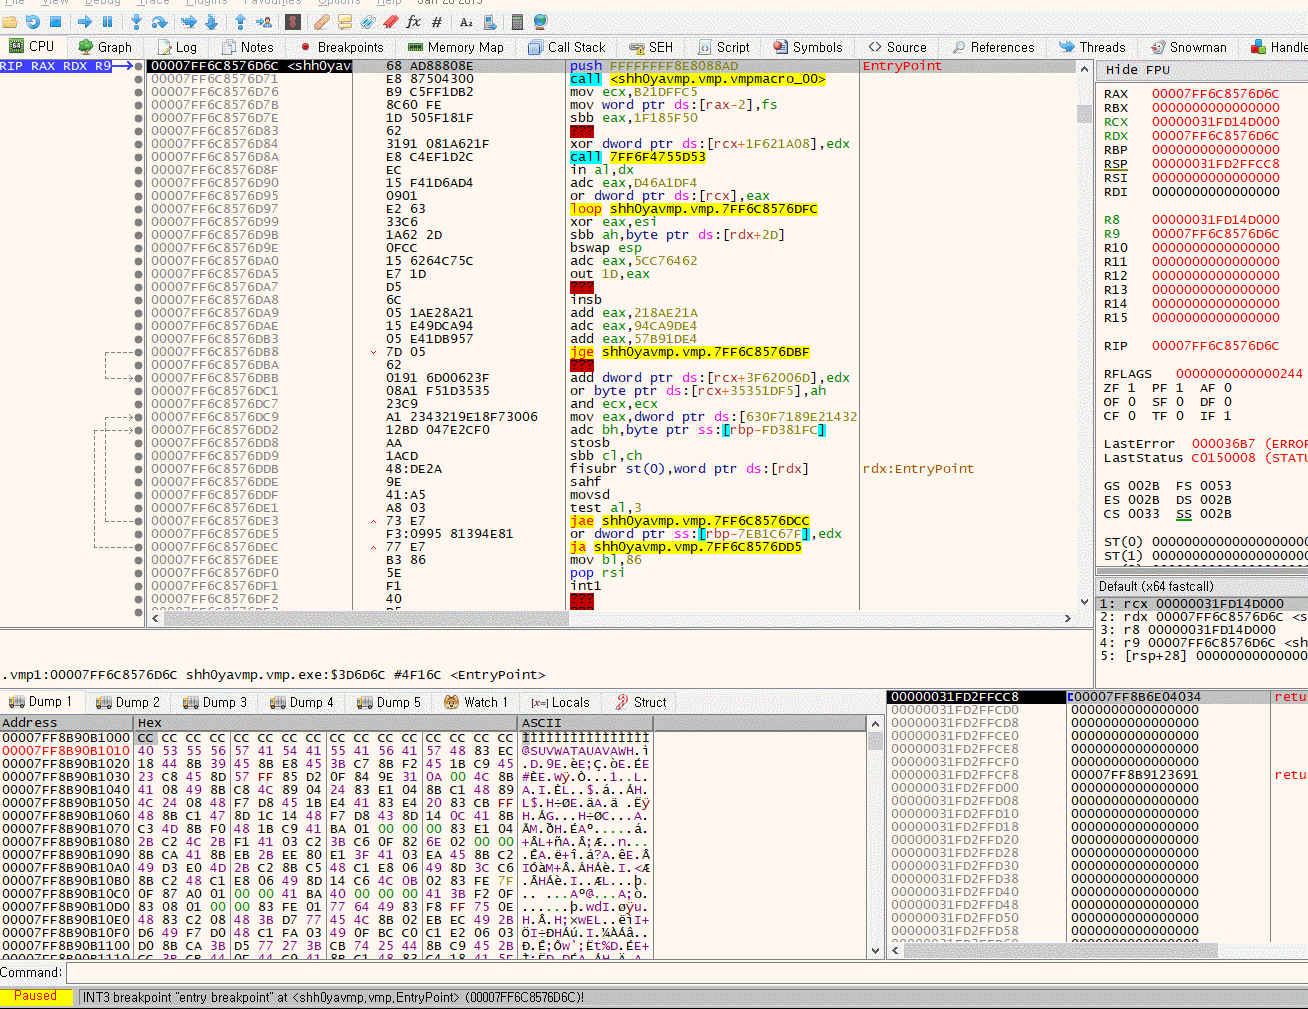 CPU Graph Log Notes Breakpoints Memory Map Call Stack SEH Script Symbols Source References Threads Snowman Handle
RIP RAX RDX R9
00007FF6C8576D6C <shh0yavm 68 AD88808E push FFFFFFFF8E8088AD EntryPoint
00007FF6C8576D71 E8 87504300 call <shh0yavmp.vmp.vmpmacro_00>
00007FF6C8576D76 B9 C5FF1DB2 mov ecx,B21DFFC5
00007FF6C8576D7B 8C60 FE mov word ptr ds:[rax-2],fs
00007FF6C8576D7E 1D 505F181F sbb eax,1F185F50
00007FF6C8576D83 62 ???
00007FF6C8576D84 3191 081A621F xor dword ptr ds:[rcx+1F621A08],edx
00007FF6C8576D8A E8 C4EF1D2C call 7FF6F4755D53
00007FF6C8576D8F EC in al,dx
00007FF6C8576D90 15 F41D6AD4 adc eax,D46A1DF4
00007FF6C8576D95 0901 or dword ptr ds:[rcx],eax
00007FF6C8576D97 E2 63 loop shh0yavmp.vmp.7FF6C8576DFC
00007FF6C8576D99 33C6 xor eax,esi
00007FF6C8576D9B 1A62 2D sbb ah,byte ptr ds:[rdx+2D]
00007FF6C8576D9E 0FCC bswap esp
00007FF6C8576DA0 15 6264C75C adc eax,5CC76462
00007FF6C8576DA5 E7 1D out 1D,eax
00007FF6C8576DA7 D5 ???
00007FF6C8576DA8 6C insb
00007FF6C8576DA9 05 1AE28A21 add eax,218AE21A
00007FF6C8576DAE 15 E49DCA94 adc eax,94CA9DE4
00007FF6C8576DB3 05 E41DB957 add eax,57B91DE4
00007FF6C8576DB8 7D 05 jge shh0yavmp.vmp.7FF6C8576DBF
00007FF6C8576DBA 62 ???
00007FF6C8576DBB 0191 6D00623F add dword ptr ds:[rcx+3F62006D],edx
00007FF6C8576DC1 08A1 F51D3535 or byte ptr ds:[rcx+35351DF5],ah
00007FF6C8576DC7 23C9 and ecx,ecx
00007FF6C8576DC9 A1 2343219E18F73006 mov eax,dword ptr ds:[630F7189E21432
00007FF6C8576DD2 12BD 047E2CF0 adc bh,byte ptr ss:[rbp-FD381FC]
00007FF6C8576DD8 AA stosb
00007FF6C8576DD9 1ACD sbb cl,ch
00007FF6C8576DDB 48:DE2A fisubr st(0),word ptr ds:[rdx] rdx:EntryPoint
00007FF6C8576DDE 9E sahf
00007FF6C8576DDF 41:A5 movsd
00007FF6C8576DE1 A8 03 test al,3
00007FF6C8576DE3 73 E7 jae shh0yavmp.vmp.7FF6C8576DCC
00007FF6C8576DE5 F3:0995 81394E81 or dword ptr ss:[rbp-7EB1C67F],edx
00007FF6C8576DEC 77 E7 ja shh0yavmp.vmp.7FF6C8576DD5
00007FF6C8576DEE B3 86 mov bl,86
00007FF6C8576DF0 5E pop rsi
00007FF6C8576DF1 F1 int1
00007FF6C8576DF2 40 ???
Hide FPU
RAX 00007FF6C8576D6C
RBX 0000000000000000
RCX 00000031FD14D000
RDX 00007FF6C8576D6C
RBP 0000000000000000
RSP 00000031FD2FFCC8
RSI 0000000000000000
RDI 0000000000000000
R8 00000031FD14D000
R9 00007FF6C8576D6C
R10 0000000000000000
R11 0000000000000000
R12 0000000000000000
R13 0000000000000000
R14 0000000000000000
R15 0000000000000000
RIP 00007FF6C8576D6C
RFLAGS 0000000000000244
ZF 1 PF 1 AF 0
OF 0 SF 0 DF 0
CF 0 TF 0 IF 1
LastError 000036B7 (ERROR
LastStatus C0150008 (STATU
GS 002B FS 0053
ES 002B DS 002B
CS 0033 SS 002B
ST(0) 00000000000000000000
ST(1) 00000000000000000000
Default (x64 fastcall)
1: rcx 00000031FD14D000
2: rdx 00007FF6C8576D6C <s
3: r8 00000031FD14D000
4: r9 00007FF6C8576D6C <sh
5: [rsp+28] 00000000000000
.vmp1:00007FF6C8576D6C shh0yavmp.vmp.exe:$3D6D6C #4F16C <EntryPoint>
Dump 1 Dump 2 Dump 3 Dump 4 Dump 5 Watch 1 [x=] Locals Struct
Address Hex ASCII
00007FF8B90B1000 CC CC CC CC CC CC CC CC CC CC CC CC CC CC CC CC ÌÌÌÌÌÌÌÌÌÌÌÌÌÌÌÌ
00007FF8B90B1010 40 53 55 56 57 41 54 41 55 41 56 41 57 48 83 EC @SUVWATAUAVAWH.ì
00007FF8B90B1020 18 44 8B 39 45 8B E8 45 3B C7 8B F2 45 1B C9 45 .D.9E.èE;Ç.òE.ÉE
00007FF8B90B1030 23 C8 45 8D 57 FF 85 D2 0F 84 9E 31 0A 00 4C 8B #ÈE.Wÿ.Ò...1..L.
00007FF8B90B1040 41 08 49 8B C8 4C 89 04 24 83 E1 04 8B C1 48 89 A.I.ÈL..$.á..ÁH.
00007FF8B90B1050 4C 24 08 48 F7 D8 45 1B E4 41 83 E4 20 83 CB FF L$.H÷ØE.äA.ä .Ëÿ
00007FF8B90B1060 48 8B C1 47 8D 1C 14 48 F7 D8 43 8D 14 0C 41 8B H.ÁG...H÷ØC...A.
00007FF8B90B1070 C3 4D 8B F0 48 1B C9 41 BA 01 00 00 00 83 E1 04 ÃM.ðH.ÉAº.....á.
00007FF8B90B1080 2B C2 4C 2B F1 41 03 C2 3B C6 0F 82 6E 02 00 00 +ÂL+ñA.Â;Æ..n...
00007FF8B90B1090 8B CA 41 8B EB 2B EE 80 E1 3F 41 03 EA 45 8B C2 .ÊA.ë+î.á?A.êE.Â
00007FF8B90B10A0 49 D3 E0 4D 2B C2 8B C5 48 C1 E8 06 49 8D 3C C6 IÓàM+Â.ÅHÁè.I.<Æ
00007FF8B90B10B0 8B C2 48 C1 E8 06 49 8D 14 C6 4C 0B 02 83 FE 7F .ÂHÁè.I..ÆL...þ.
00007FF8B90B10C0 0F 87 A0 01 00 00 41 BA 40 00 00 00 41 3B F2 0F .. ...Aº@...A;ò.
00007FF8B90B10D0 83 08 01 00 00 83 FE 01 77 64 49 83 F8 FF 75 0E ......þ.wdI.øÿu.
00007FF8B90B10E0 48 83 C2 08 48 3B D7 77 45 4C 8B 02 EB EC 49 2B H.Â.H;×wEL..ëìI+
00007FF8B90B10F0 D6 49 F7 D0 48 C1 FA 03 49 0F BC C0 C1 E2 06 03 ÖI÷ÐHÁú.I.¼ÀÁâ..
00007FF8B90B1100 D0 8B CA 3B D5 77 27 3B CB 74 25 44 8B C9 45 2B Ð.Ê;Õw';Ët%D.ÉE+
00000031FD2FFCC8 00007FF8B6E04034 retu
00000031FD2FFCD0 0000000000000000
00000031FD2FFCD8 0000000000000000
00000031FD2FFCE0 0000000000000000
00000031FD2FFCE8 0000000000000000
00000031FD2FFCF0 0000000000000000
00000031FD2FFCF8 00007FF8B9123691 retu
00000031FD2FFD00 0000000000000000
00000031FD2FFD08 0000000000000000
00000031FD2FFD10 0000000000000000
00000031FD2FFD18 0000000000000000
00000031FD2FFD20 0000000000000000
00000031FD2FFD28 0000000000000000
00000031FD2FFD30 0000000000000000
00000031FD2FFD38 0000000000000000
00000031FD2FFD40 0000000000000000
00000031FD2FFD48 0000000000000000
00000031FD2FFD50 0000000000000000
00000031FD2FFD58 0000000000000000
Command:
Paused INT3 breakpoint "entry breakpoint" at <shh0yavmp.vmp.EntryPoint> (00007FF6C8576D6C)!